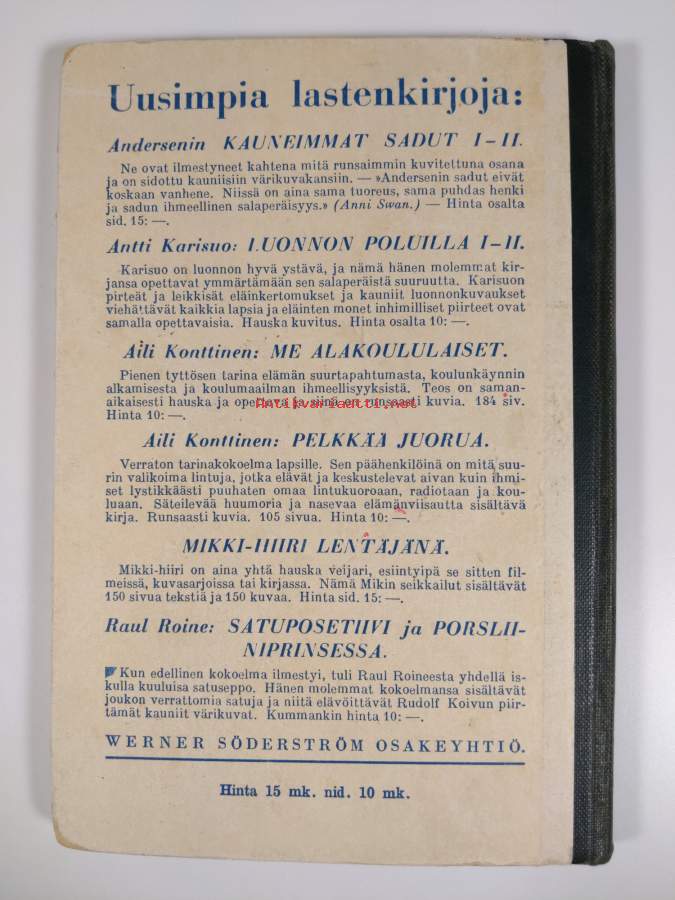 Uusimpia lastenkirjoja:
Andersenin KAUNEIMMAT SADUT I–II.
Ne ovat ilmestyneet kahtena mitä runsaimmin kuvitettuna osana
ja on sidottu kauniisiin värikuvakansiin. — »Andersenin sadut eivät
koskaan vanhene. Niissä on aina sama tuoreus, sama puhdas henki
ja sadun ihmeellinen salaperäisyys.» (Anni Swan.) — Hinta osalta
sid. 15: —.
Antti Karisuo: LUONNON POLUILLA I–II.
Karisuo on luonnon hyvä ystävä, ja nämä hänen molemmat kir-
jansa opettavat ymmärtämään sen salaperäistä suuruutta. Karisuon
pirteät ja leikkisät eläinkertomukset ja kauniit luonnonkuvaukset
viehättävät kaikkia lapsia ja eläinten monet inhimilliset piirteet ovat
samalla opettavaisia. Hauska kuvitus. Hinta osalta 10: —.
Aili Konttinen: ME ALAKOULULAISET.
Pienen tyttösen tarina elämän suurtapahtumasta, koulunkäynnin
alkamisesta ja koulumaailman ihmeellisyyksistä. Teos on saman-
aikaisesti hauska ja opettava ja siinä on runsaasti kuvia. 184 siv.
Hinta 10: —.
Antikvariaatti.net
Aili Konttinen: PELKKÄÄ JUORUA.
Verraton tarinakokoelma lapsille. Sen päähenkilöinä on mitä suu-
rin valikoima lintuja, jotka elävät ja keskustelevat aivan kuin ihmi-
set lystikkäästi puuhaten omaa lintukuoroaan, radiotaan ja kou-
luaan. Säteilevää huumoria ja nasevaa elämänviisautta sisältävä
kirja. Runsaasti kuvia. 105 sivua. Hinta 10: —.
MIKKI-HIIRI LENTÄJÄNÄ.
Mikki-hiiri on aina yhtä hauska veijari, esiintyipä se sitten fil-
meissä, kuvasarjoissa tai kirjassa. Nämä Mikin seikkailut sisältävät
150 sivua tekstiä ja 150 kuvaa. Hinta sid. 15: —.
Raul Roine: SATUPOSETIIVI ja PORSLII-
NIPRINSESSA.
Kun edellinen kokoelma ilmestyi, tuli Raul Roineesta yhdellä is-
kulla kuuluisa satuseppo. Hänen molemmat kokoelmansa sisältävät
joukon verrattomia satuja ja niitä elävöittävät Rudolf Koivun piir-
tämät kauniit värikuvat. Kummankin hinta 10: —.
WERNER SÖDERSTRÖM OSAKEYHTIÖ.
Hinta 15 mk. nid. 10 mk.